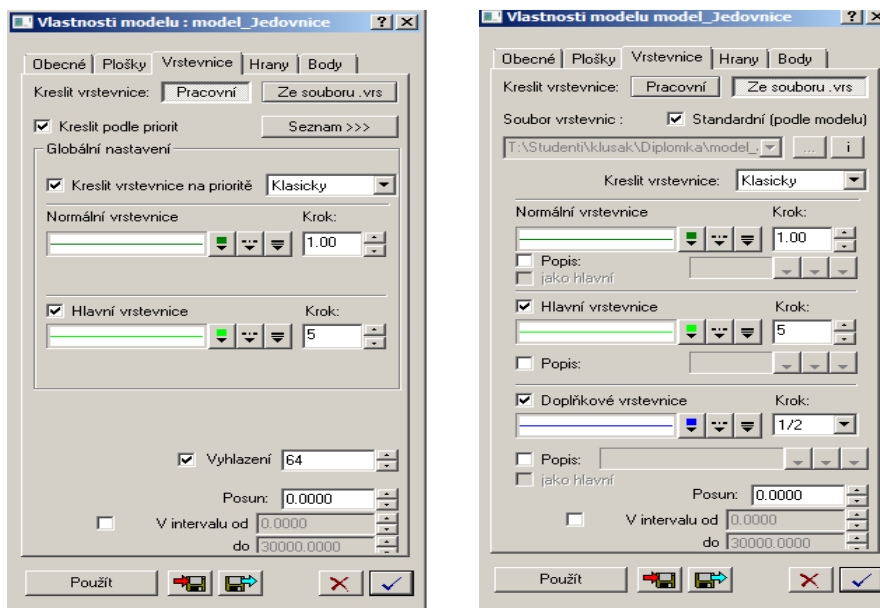 Vlastnosti modelu : model_Jedovnice
Obecné Plošky Vrstevnice Hrany Body
Kreslit vrstevnice: Pracovní Ze souboru .vrs
Kreslit podle priorit Seznam >>>
Globální nastavení
Kreslit vrstevnice na prioritě Klasicky
Normální vrstevnice Krok:
1.00
Hlavní vrstevnice Krok:
5
Vyhlazení 64
Posun: 0.0000
V intervalu od 0.0000
do 30000.0000
Použít
Vlastnosti modelu model_Jedovnice
Obecné Plošky Vrstevnice Hrany Body
Kreslit vrstevnice: Pracovní Ze souboru .vrs
Soubor vrstevnic : Standardní (podle modelu)
T:\Studenti\klusak\Diplomka\model_ ... i
Kreslit vrstevnice: Klasicky
Normální vrstevnice Krok:
1.00
Popis:
jako hlavní
Hlavní vrstevnice Krok:
5
Popis:
Doplňkové vrstevnice Krok:
1/2
Popis:
jako hlavní
Posun: 0.0000
V intervalu od 0.0000
do 30000.0000
Použít